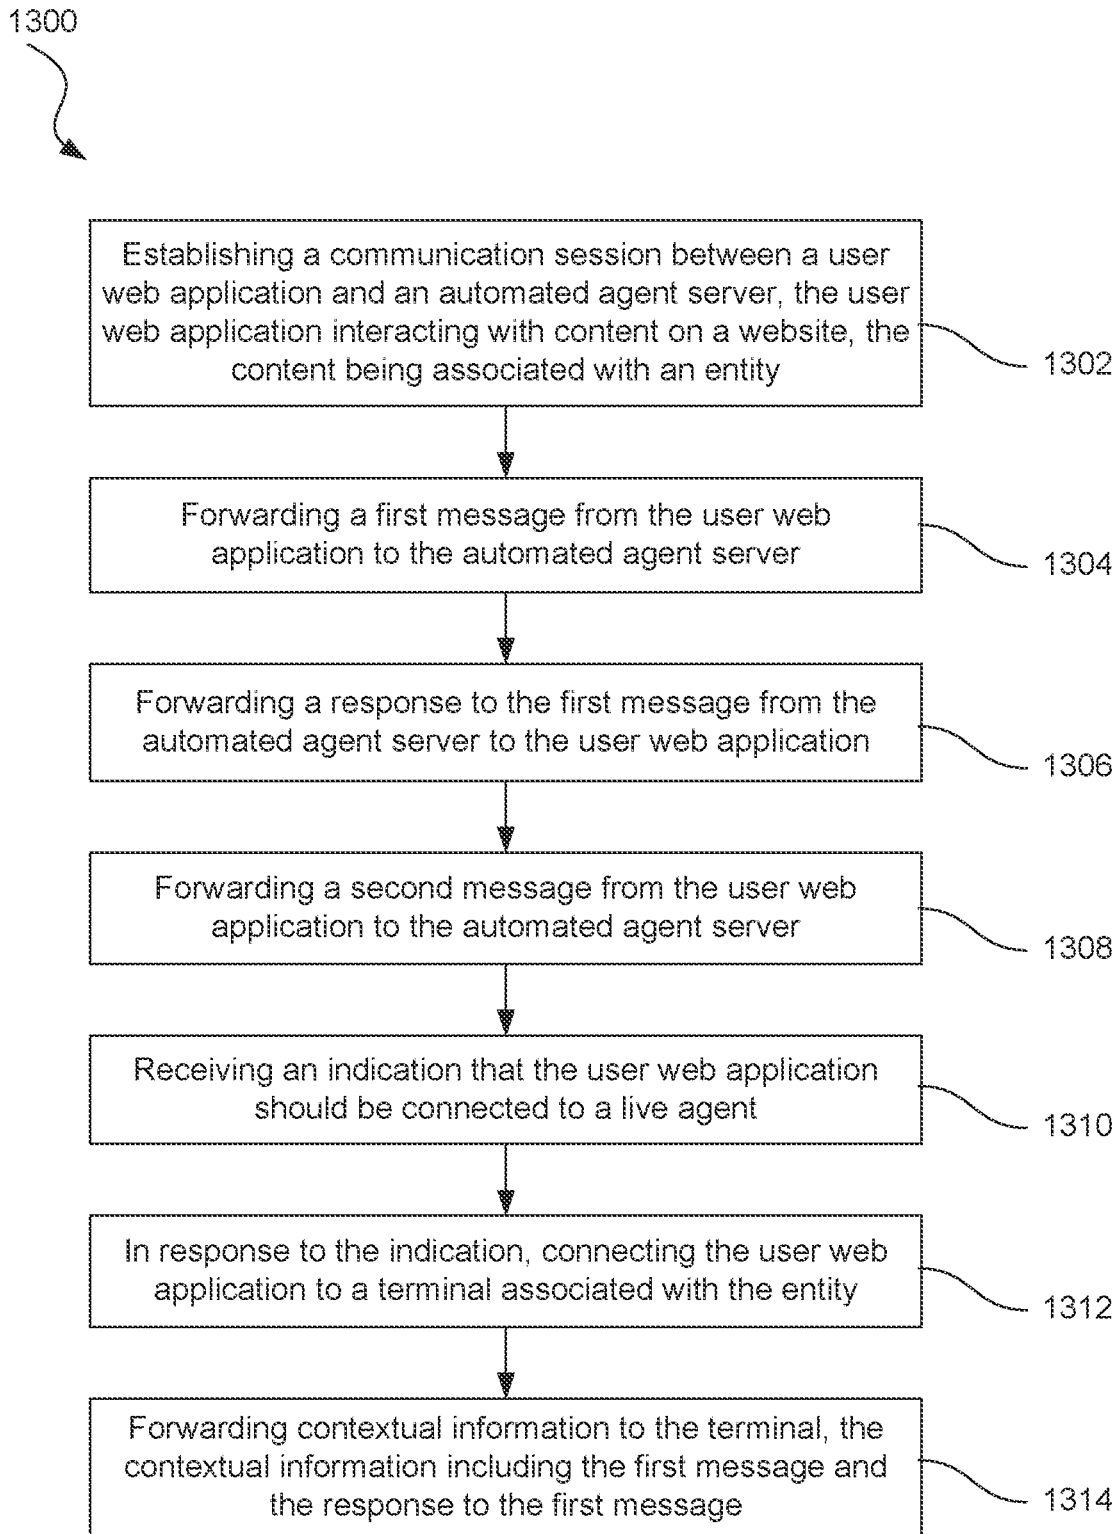 1300
Establishing a communication session between a user
web application and an automated agent server, the user
web application interacting with content on a website, the
content being associated with an entity
1302
Forwarding a first message from the user web
application to the automated agent server
1304
Forwarding a response to the first message from the
automated agent server to the user web application
1306
Forwarding a second message from the user web
application to the automated agent server
1308
Receiving an indication that the user web application
should be connected to a live agent
1310
In response to the indication, connecting the user web
application to a terminal associated with the entity
1312
Forwarding contextual information to the terminal, the
contextual information including the first message and
the response to the first message
1314